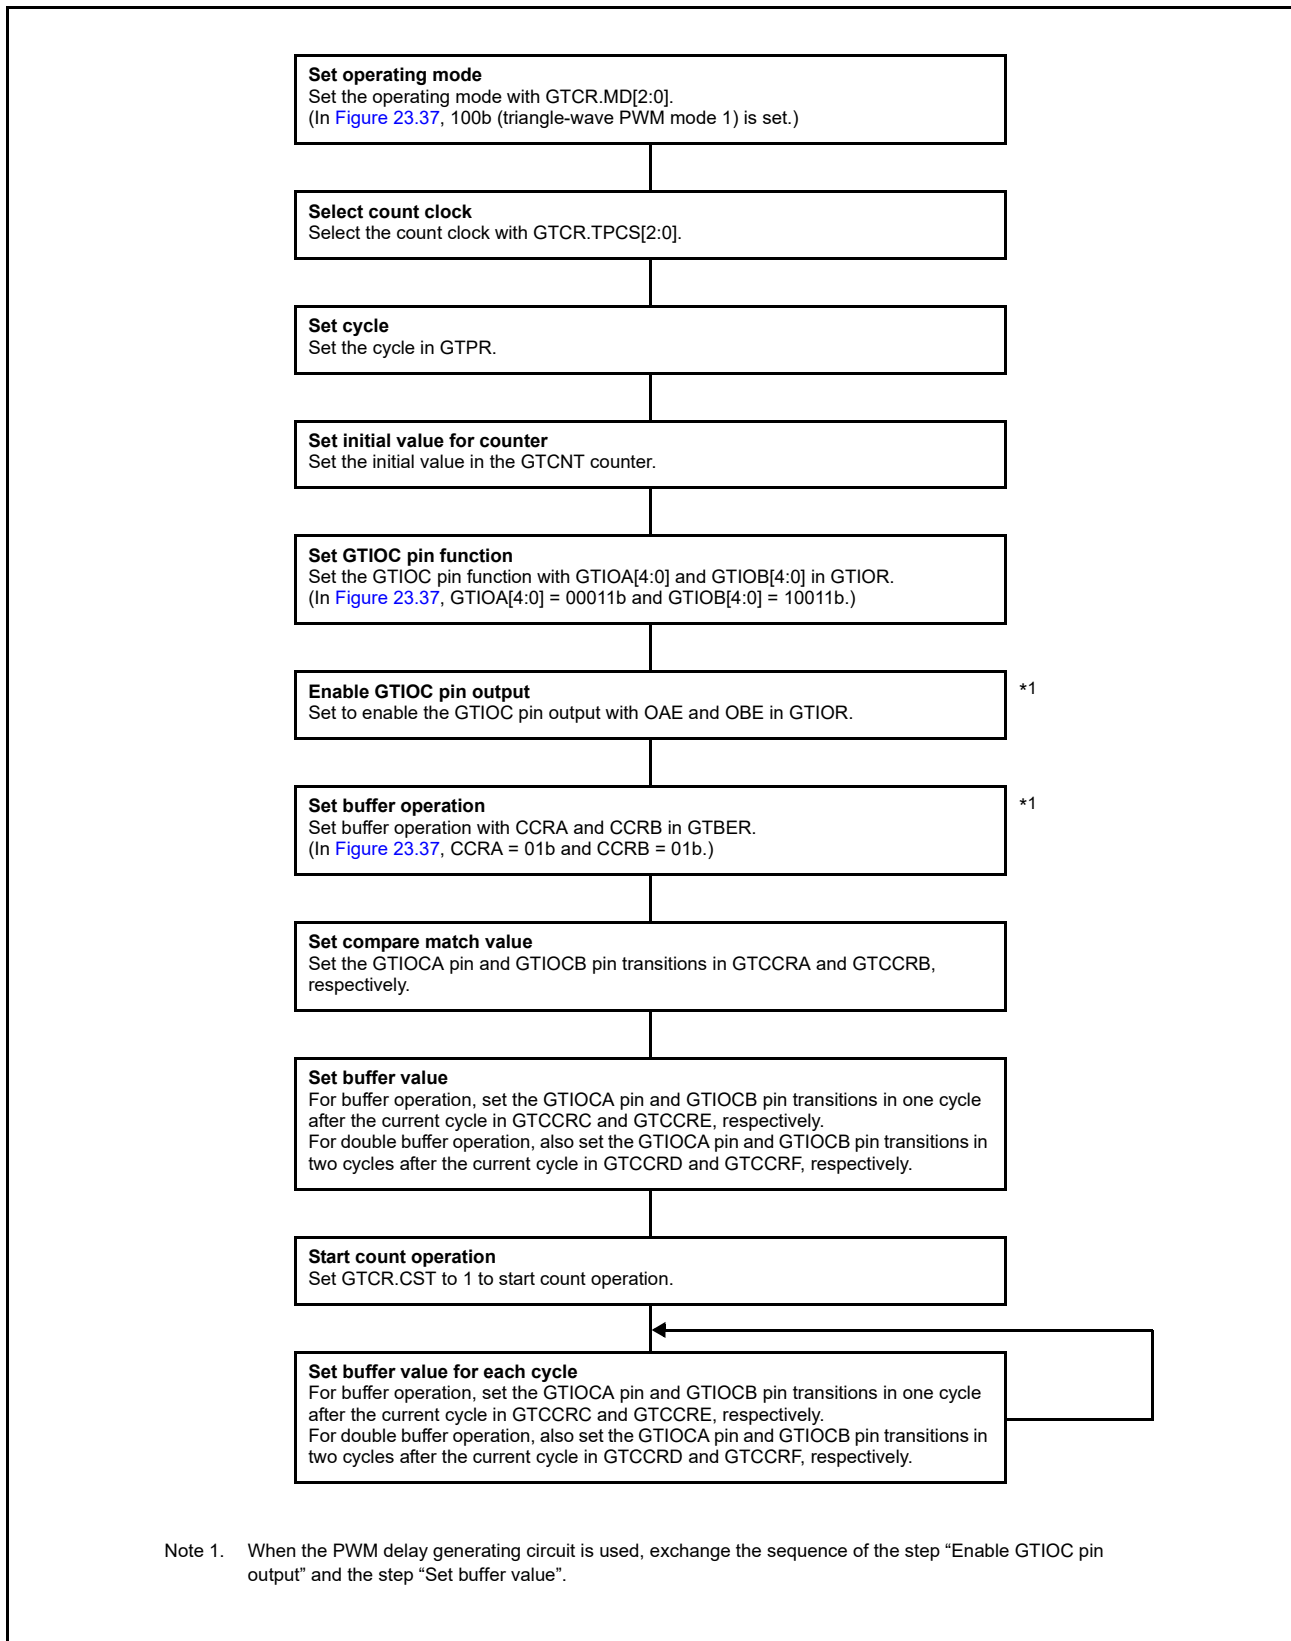 Set operating mode
Set the operating mode with GTCR.MD[2:0].
(In Figure 23.37, 100b (triangle-wave PWM mode 1) is set.)
Select count clock
Select the count clock with GTCR.TPCS[2:0].
Set cycle
Set the cycle in GTPR.
Set initial value for counter
Set the initial value in the GTCNT counter.
Set GTIOC pin function
Set the GTIOC pin function with GTIOA[4:0] and GTIOB[4:0] in GTIOR.
(In Figure 23.37, GTIOA[4:0] = 00011b and GTIOB[4:0] = 10011b.)
Enable GTIOC pin output
Set to enable the GTIOC pin output with OAE and OBE in GTIOR.
*1
Set buffer operation
Set buffer operation with CCRA and CCRB in GTBER.
(In Figure 23.37, CCRA = 01b and CCRB = 01b.)
*1
Set compare match value
Set the GTIOCA pin and GTIOCB pin transitions in GTCCRA and GTCCRB,
respectively.
Set buffer value
For buffer operation, set the GTIOCA pin and GTIOCB pin transitions in one cycle
after the current cycle in GTCCRC and GTCCRE, respectively.
For double buffer operation, also set the GTIOCA pin and GTIOCB pin transitions in
two cycles after the current cycle in GTCCRD and GTCCRF, respectively.
Start count operation
Set GTCR.CST to 1 to start count operation.
Set buffer value for each cycle
For buffer operation, set the GTIOCA pin and GTIOCB pin transitions in one cycle
after the current cycle in GTCCRC and GTCCRE, respectively.
For double buffer operation, also set the GTIOCA pin and GTIOCB pin transitions in
two cycles after the current cycle in GTCCRD and GTCCRF, respectively.
Note 1. When the PWM delay generating circuit is used, exchange the sequence of the step “Enable GTIOC pin
output” and the step “Set buffer value”.